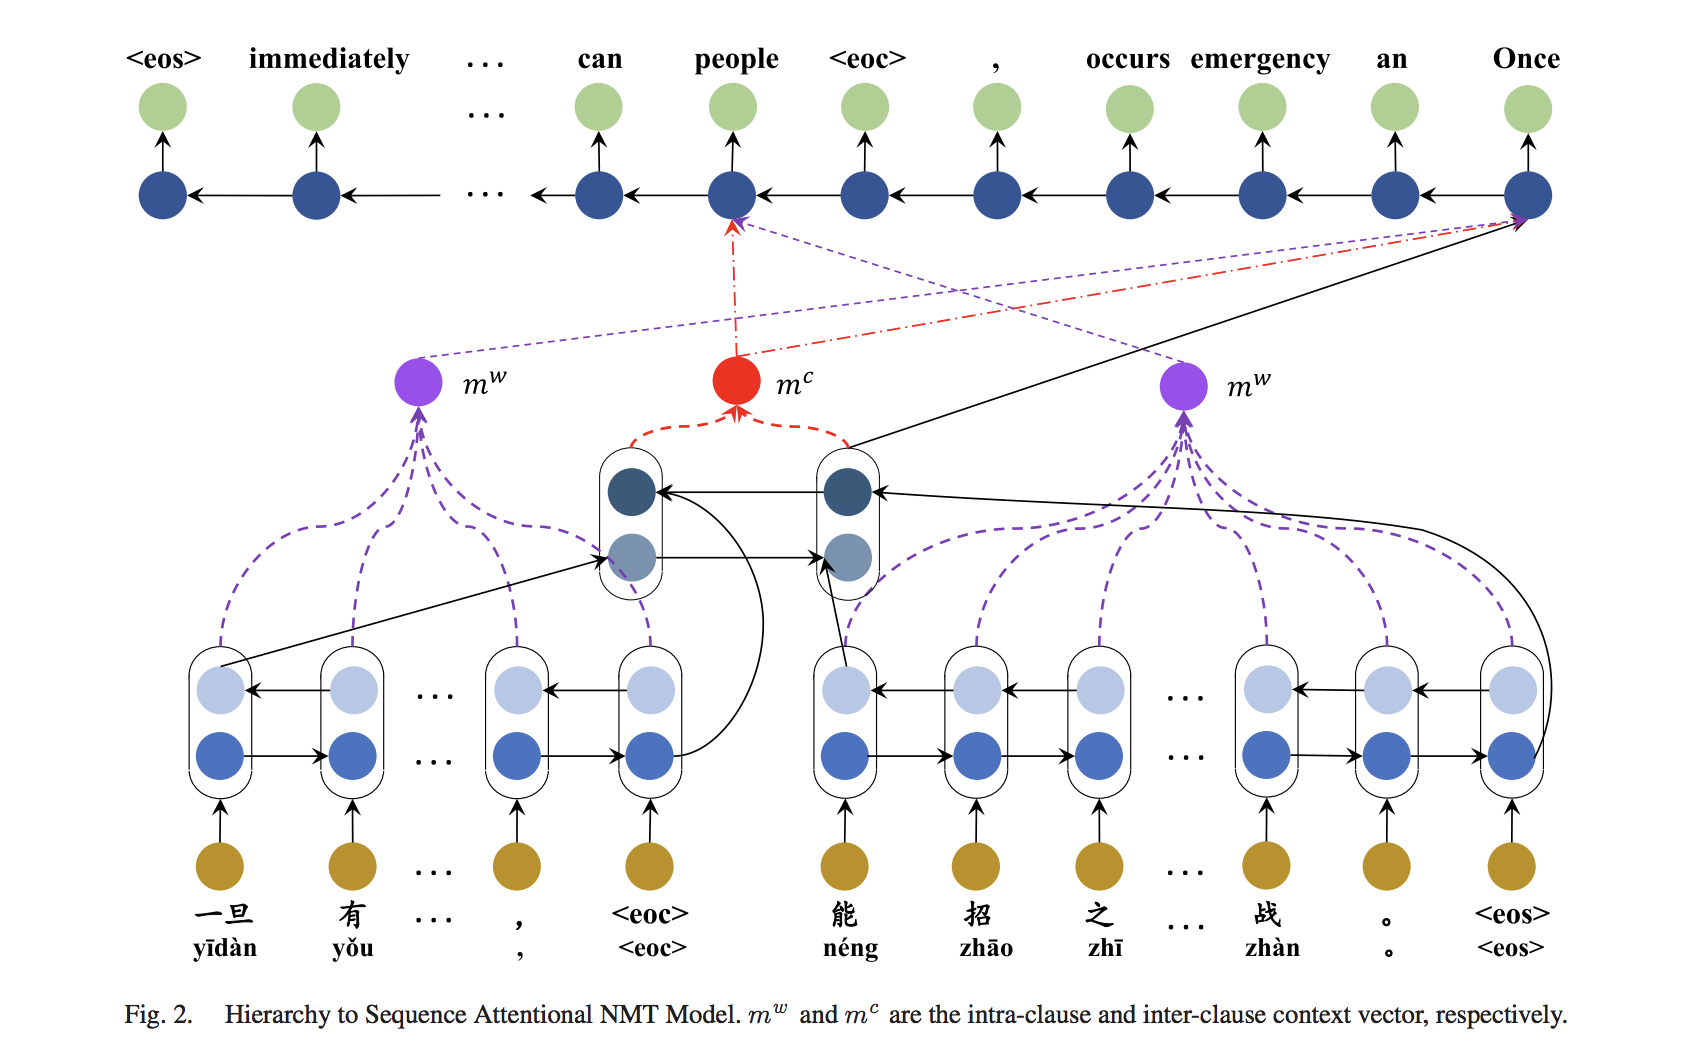 <eos> immediately ... can people <eoc> , occurs emergency an Once
...
...
m^w m^c m^w
... ...
... ...
... ...
一旦 有 ... ， <eoc> 能 招 之 ... 战 。 <eos>
yīdàn yǒu , <eoc> néng zhāo zhī zhàn 。 <eos>
Fig. 2. Hierarchy to Sequence Attentional NMT Model. m^w and m^c are the intra-clause and inter-clause context vector, respectively.